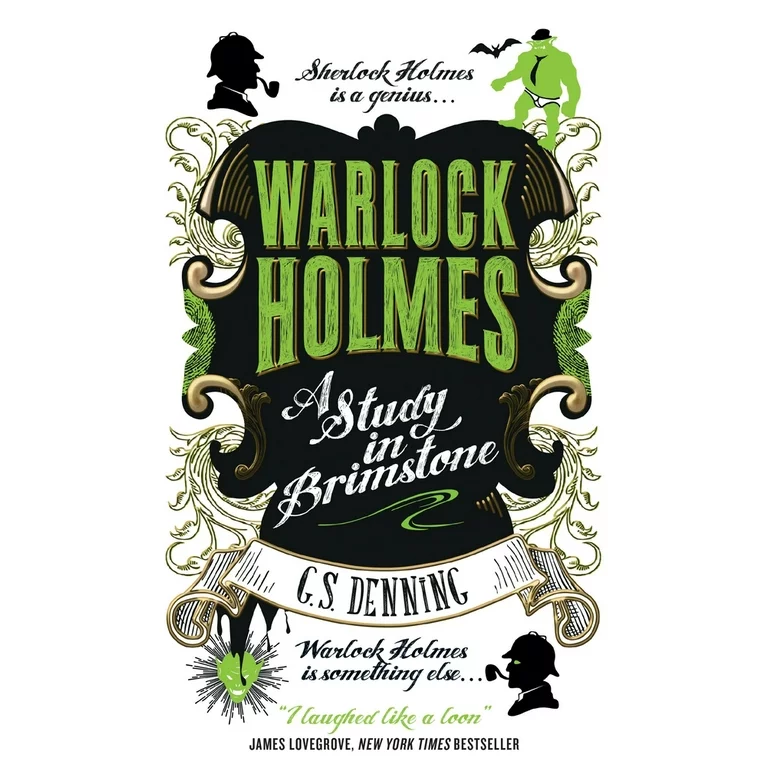 Sherlock Holmes
is a genius...
WARLOCK
HOLMES
A Study
in
Brimstone
G.S. DENNING
Warlock Holmes
is something else...
"I laughed like a loon"
JAMES LOVEGROVE, NEW YORK TIMES BESTSELLER